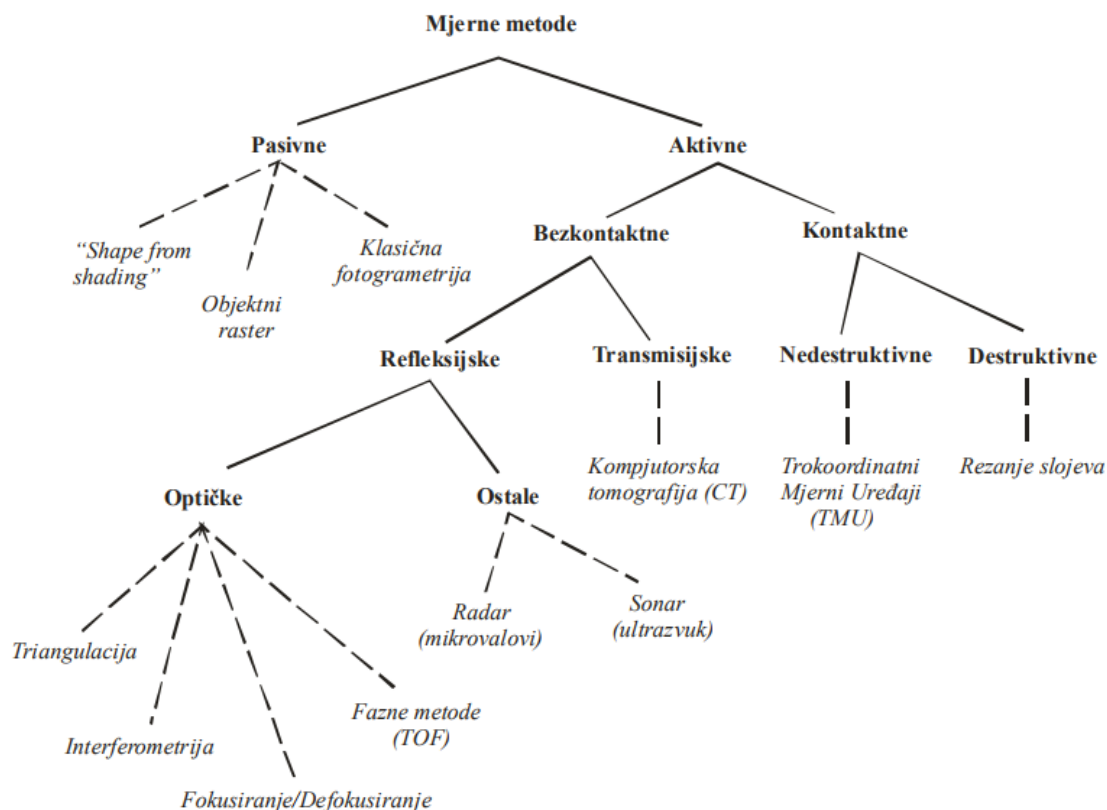 Mjerne metode
Pasivne
Aktivne
“Shape from
shading”
Objektni
raster
Klasična
fotogrametrija
Bezkontaktne
Kontaktne
Refleksijske
Transmisijske
Nedestruktivne
Destruktivne
Kompjutorska
tomografija (CT)
Trokoordinatni
Mjerni Uređaji
(TMU)
Rezanje slojeva
Optičke
Ostale
Radar
(mikrovalovi)
Sonar
(ultrazvuk)
Triangulacija
Interferometrija
Fazne metode
(TOF)
Fokusiranje/Defokusiranje